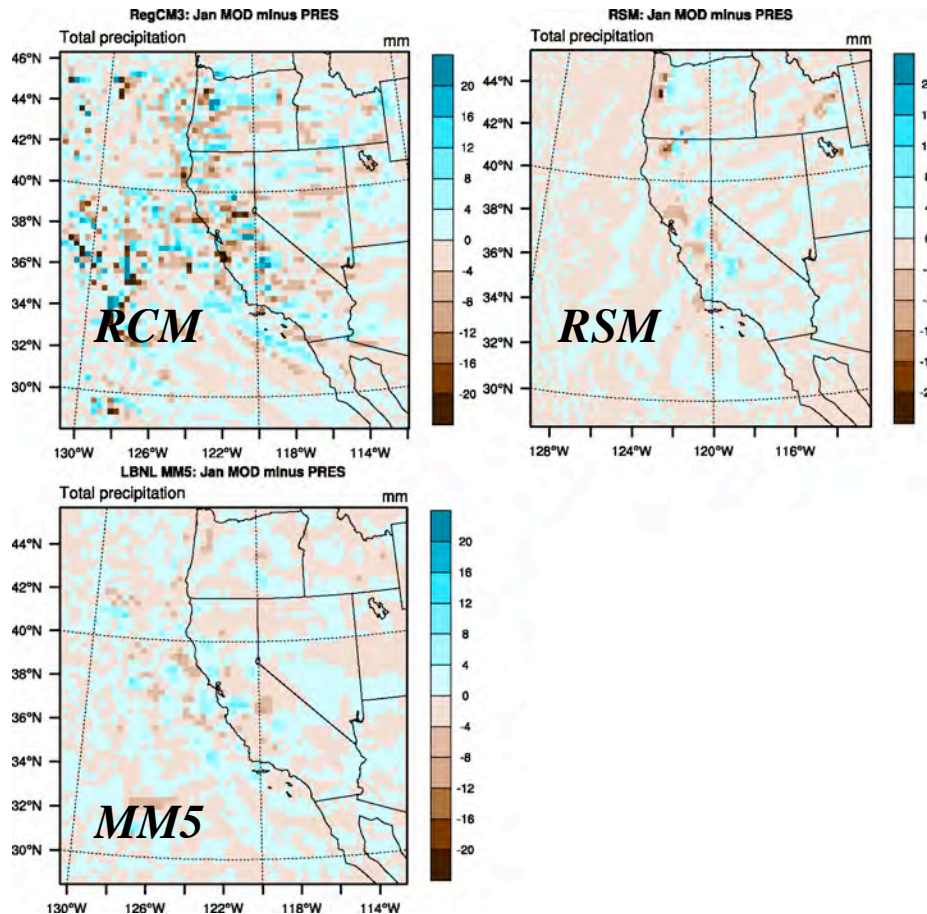 RegCM3: Jan MOD minus PRES
Total precipitation mm
46°N
44°N
42°N
40°N
38°N
36°N
34°N
32°N
30°N
130°W 126°W 122°W 118°W 114°W
20
16
12
8
4
0
-4
-8
-12
-16
-20
RCM
RSM: Jan MOD minus PRES
Total precipitation mm
44°N
42°N
40°N
38°N
36°N
34°N
32°N
30°N
128°W 124°W 120°W 116°W
RSM
LBNL MM5: Jan MOD minus PRES
Total precipitation mm
44°N
42°N
40°N
38°N
36°N
34°N
32°N
30°N
130°W 126°W 122°W 118°W 114°W
20
16
12
8
4
0
-4
-8
-12
-16
-20
MM5